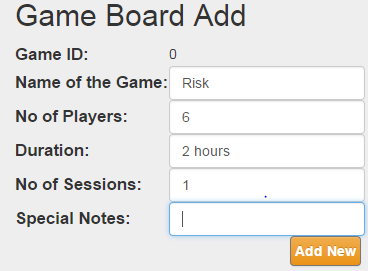 Game Board Add
Game ID: 0
Name of the Game: Risk
No of Players: 6
Duration: 2 hours
No of Sessions: 1
Special Notes:
Add New